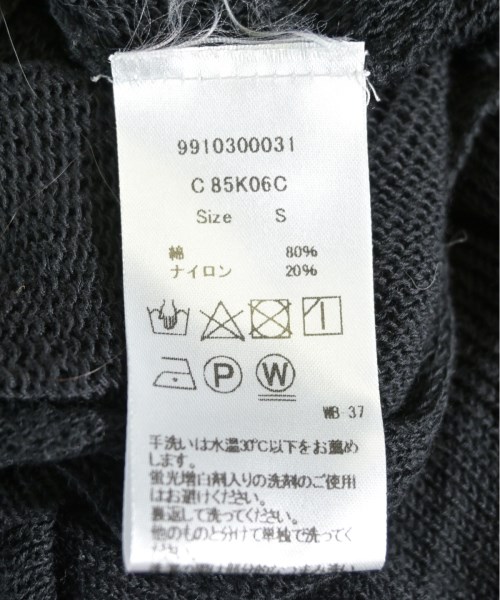 9910300031
C85K06C
Size S
綿 80%
ナイロン 20%
P W
WB-37
手洗いは水温30℃以下をお薦め
します。
蛍光増白剤入りの洗剤のご使用
はお避けください。
裏返して洗ってください。
他のものと分けて単独で洗ってく
ださい。